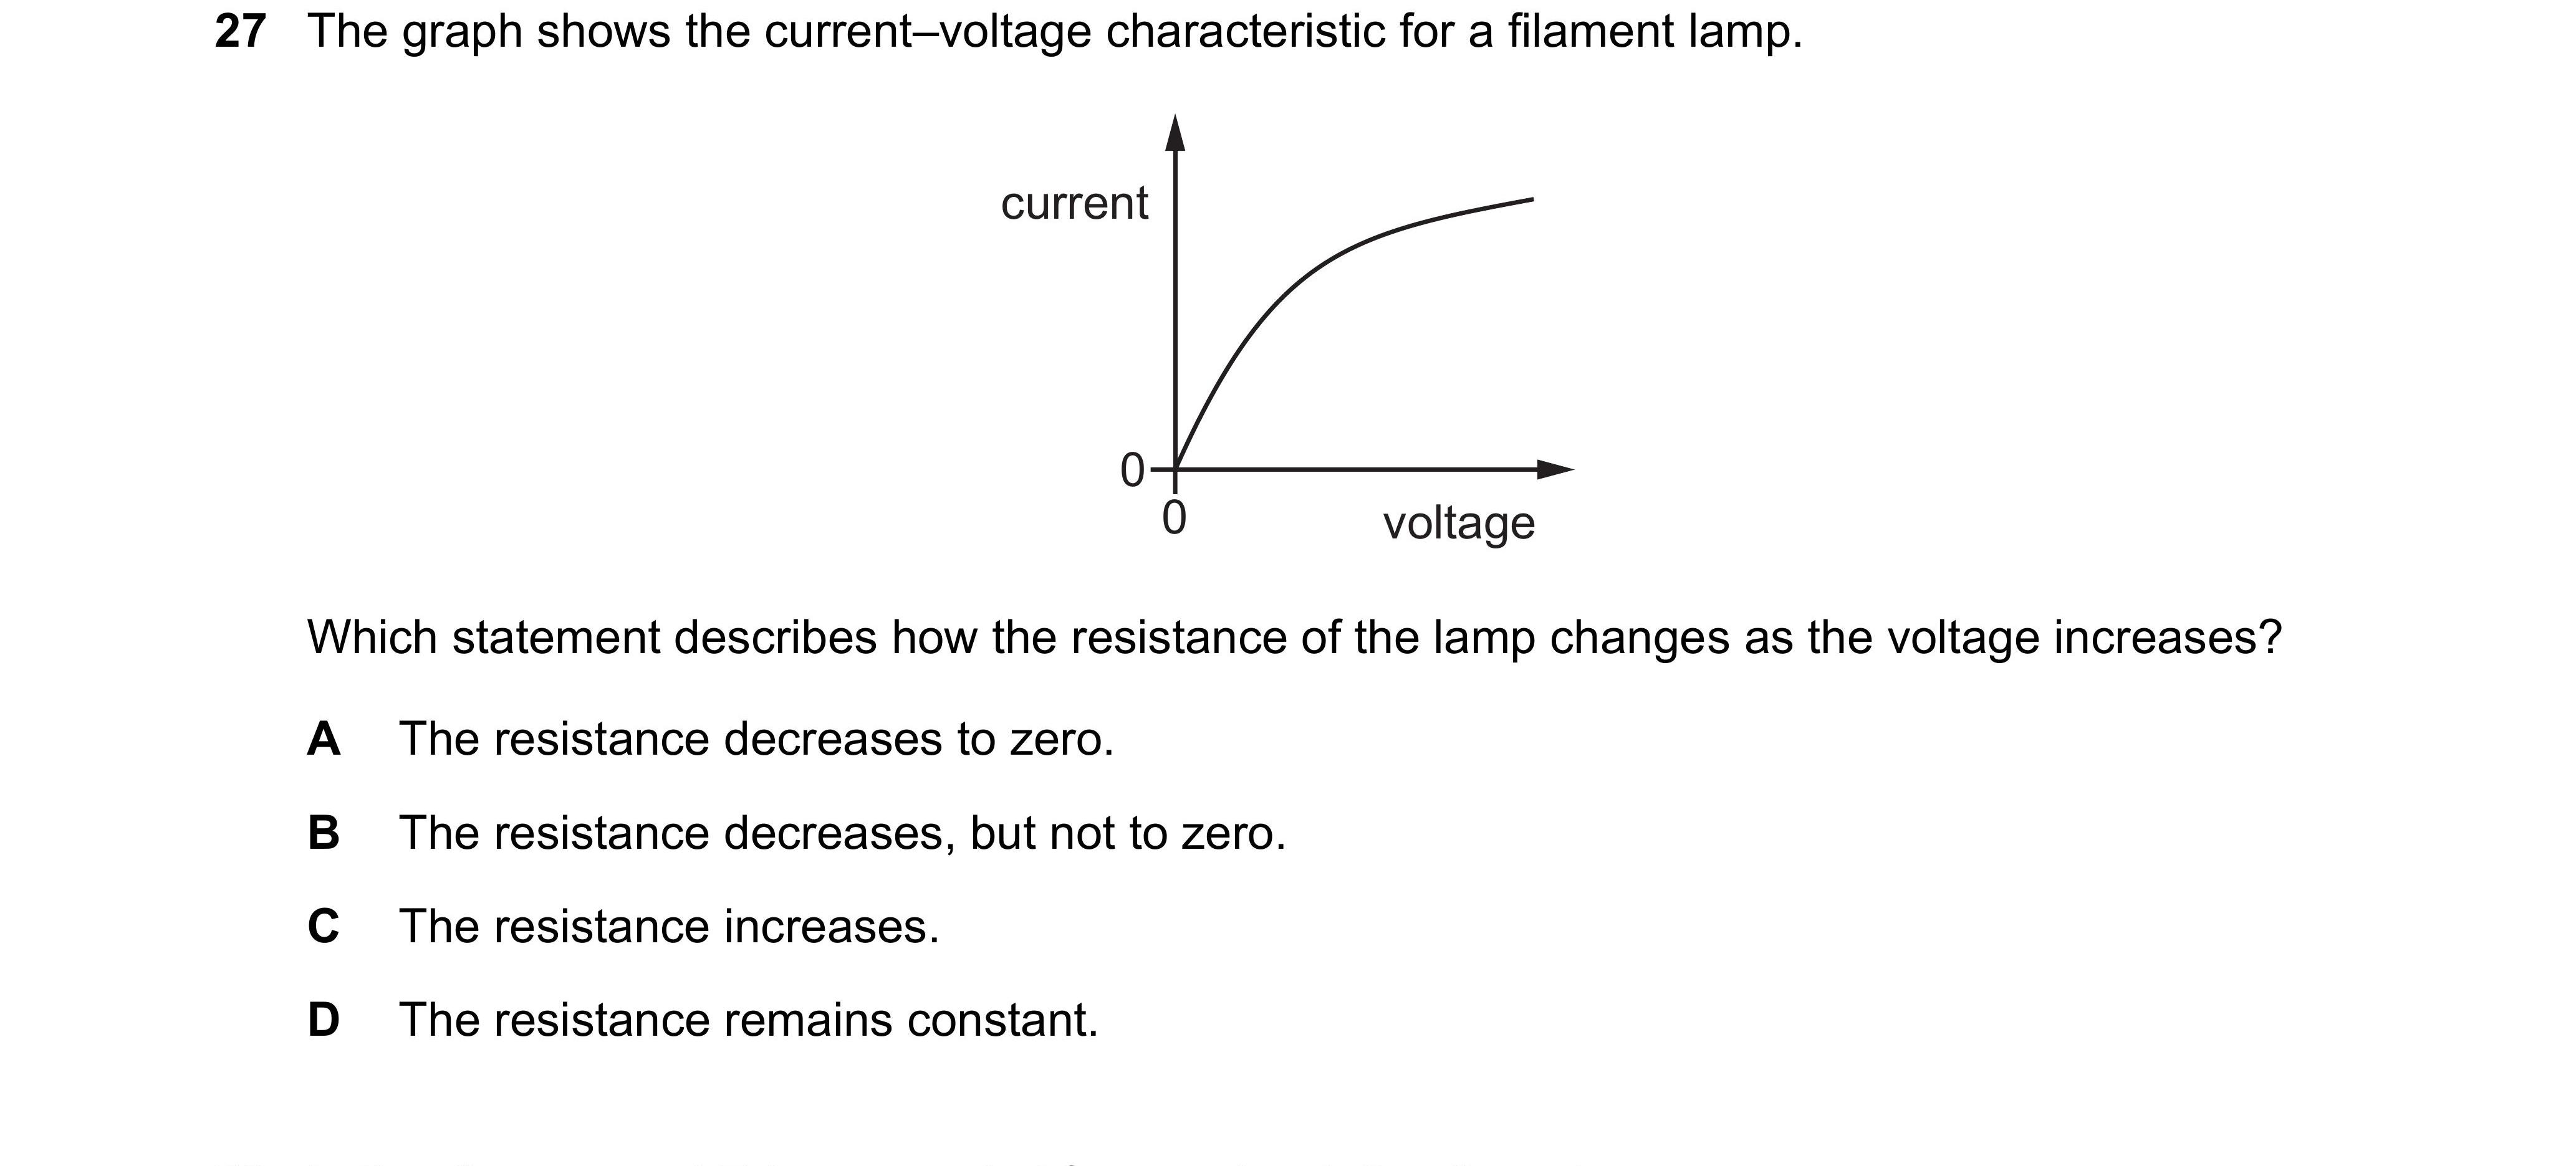 27 The graph shows the current–voltage characteristic for a filament lamp.
current
0
0
voltage
Which statement describes how the resistance of the lamp changes as the voltage increases?
A The resistance decreases to zero.
B The resistance decreases, but not to zero.
C The resistance increases.
D The resistance remains constant.